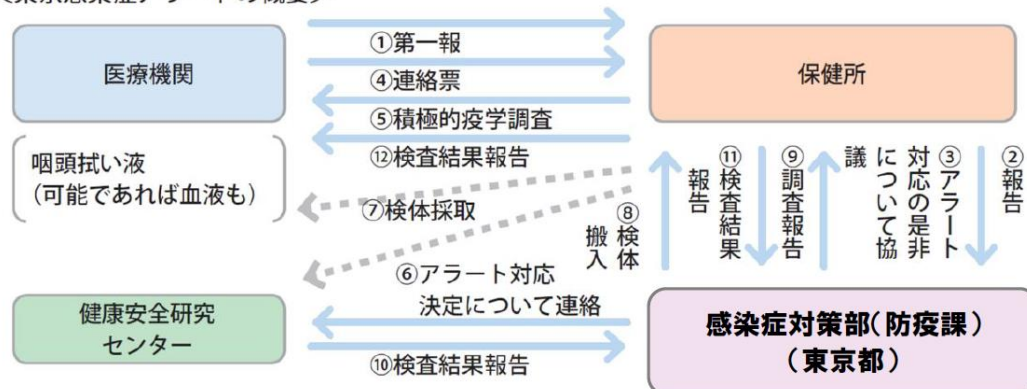 医療機関
咽頭拭い液
(可能であれば血液も)
健康安全研究
センター
①第一報
④連絡票
⑤積極的疫学調査
⑫検査結果報告
⑦検体採取
⑧検体
搬入
⑥アラート対応
決定について連絡
⑩検査結果報告
保健所
⑪検査結果
報告
⑨調査報告
③アラート
対応の是非
について協
議
②報告
感染症対策部(防疫課)
(東京都)